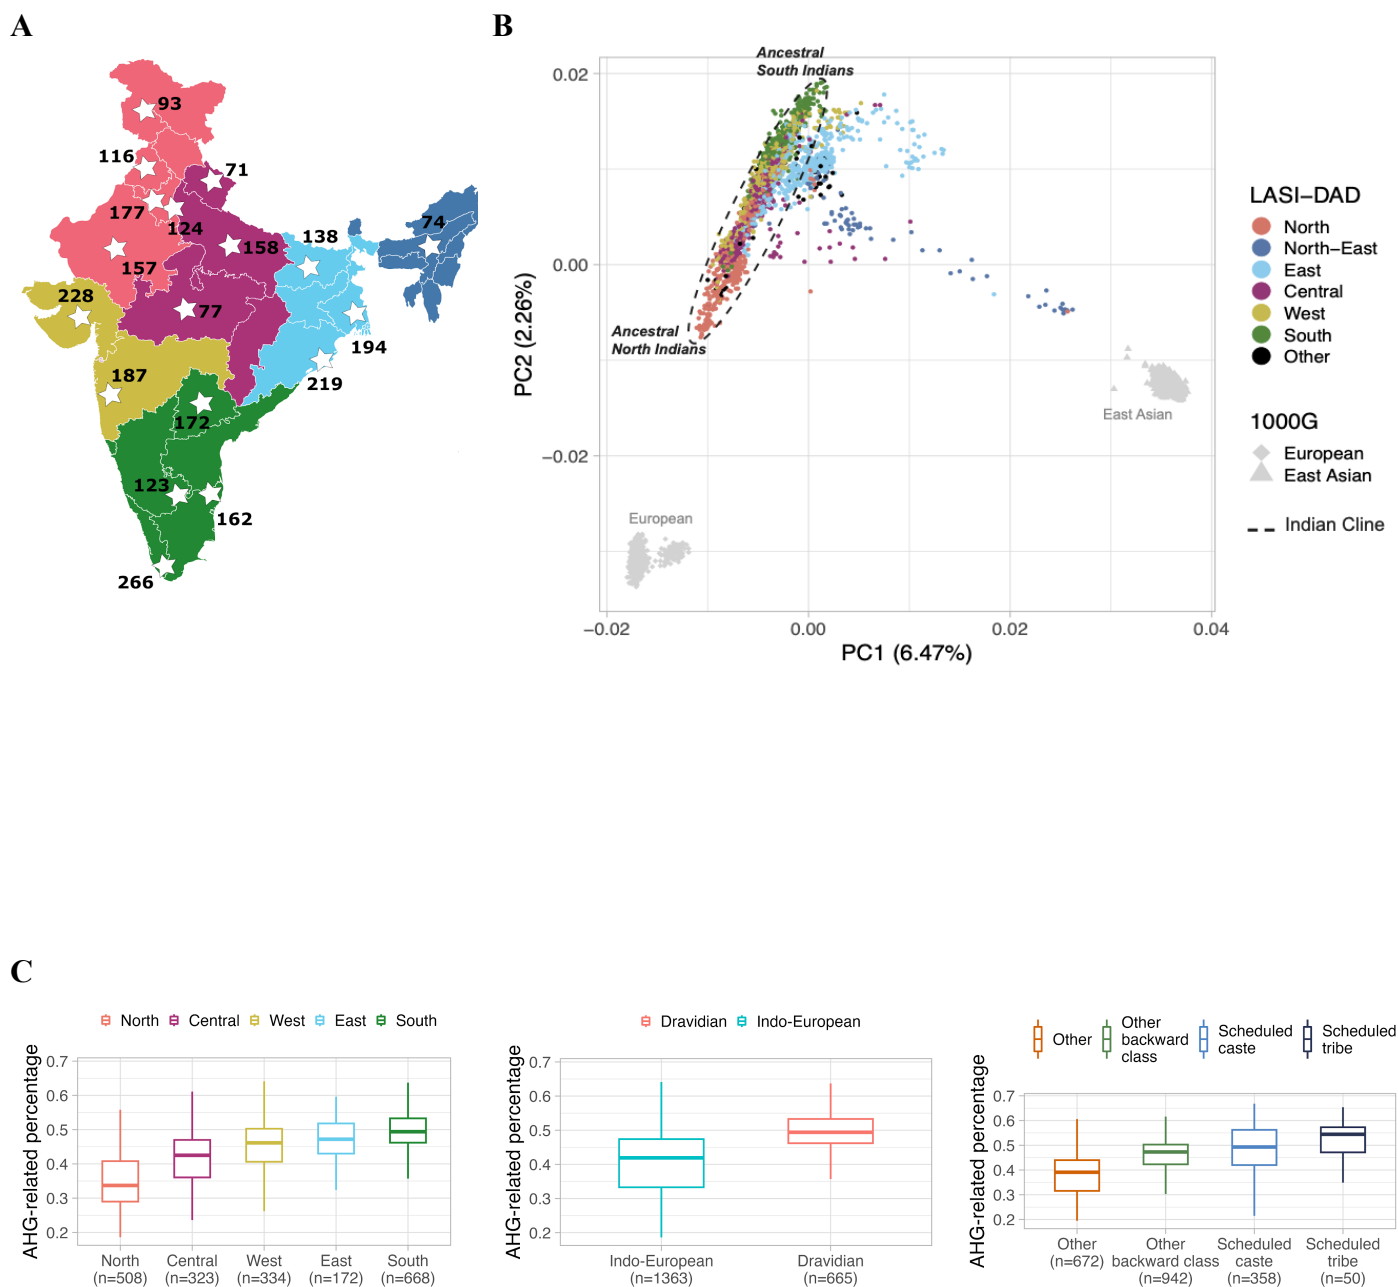 A
93
116
71
177
124
74
158
138
157
228
77
194
187
219
172
123
162
266
B
Ancestral
South Indians
0.02
0.00
−0.02
PC2 (2.26%)
Ancestral
North Indians
East Asian
European
−0.02
0.00
0.02
0.04
PC1 (6.47%)
LASI−DAD
North
North−East
East
Central
West
South
Other
1000G
European
East Asian
Indian Cline
C
North
Central
West
East
South
AHG-related percentage
0.7
0.6
0.5
0.4
0.3
0.2
North
(n=508)
Central
(n=323)
West
(n=334)
East
(n=172)
South
(n=668)
Dravidian
Indo-European
AHG-related percentage
0.7
0.6
0.5
0.4
0.3
0.2
Indo-European
(n=1363)
Dravidian
(n=665)
Other
Other
backward
class
Scheduled
caste
Scheduled
tribe
AHG-related percentage
0.7
0.6
0.5
0.4
0.3
0.2
Other
(n=672)
Other
backward class
(n=942)
Scheduled
caste
(n=358)
Scheduled
tribe
(n=50)